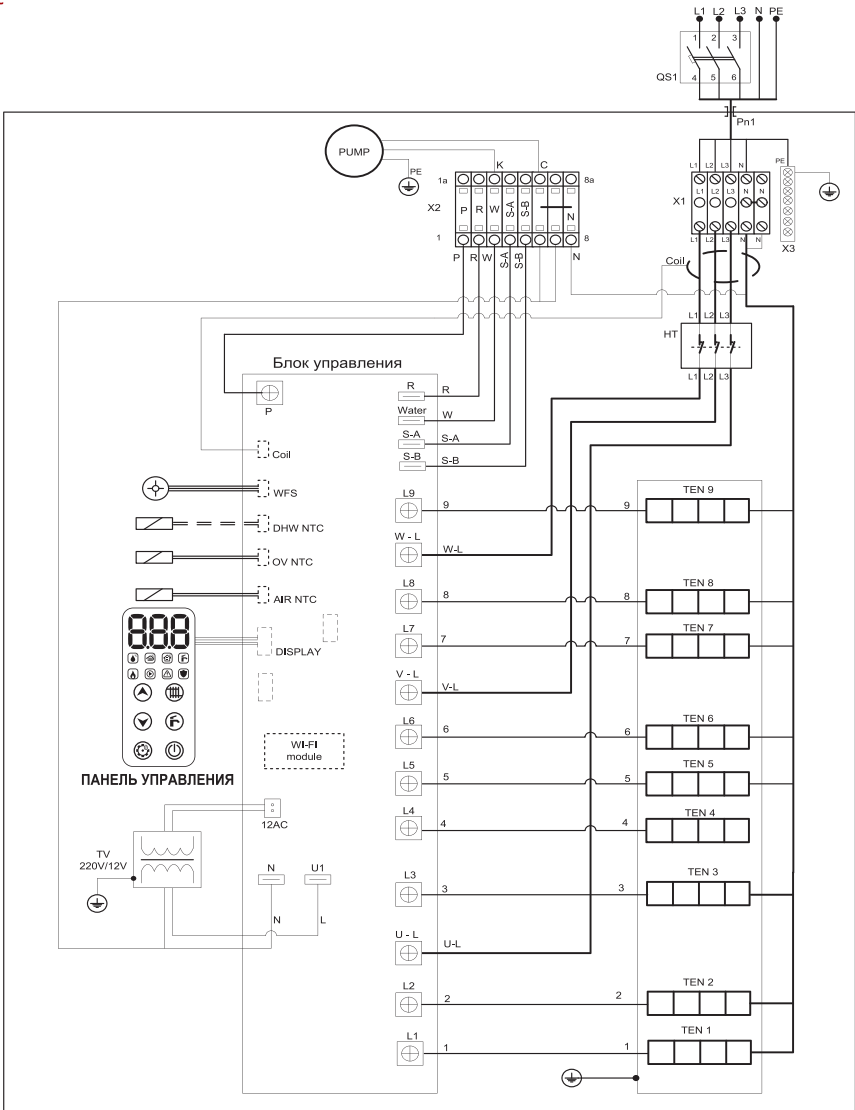 L1 L2 L3 N PE
1 2 3
QS1
4 5 6
Pn1
PUMP
PE
K C
1a 8a
X2
P R W S-A S-B N
1 8
P R W S-A S-B N
L1 L2 L3 N PE
X1
L1 L2 L3 N N
L1 L2 L3 N N
X3
Coil
L1 L2 L3
HT
L1 L2 L3
Блок управления
P
R R
Water W
S-A S-A
S-B S-B
Coil
WFS
DHW NTC
OV NTC
AIR NTC
DISPLAY
8.8.8
WI-FI
module
ПАНЕЛЬ УПРАВЛЕНИЯ
12AC
TV
220V/12V
N U1
N L
L9 9 9 TEN 9
W - L W-L
L8 8 8 TEN 8
L7 7 7 TEN 7
V - L V-L
L6 6 6 TEN 6
L5 5 5 TEN 5
L4 4 4 TEN 4
L3 3 3 TEN 3
U - L U-L
L2 2 2 TEN 2
L1 1 1 TEN 1